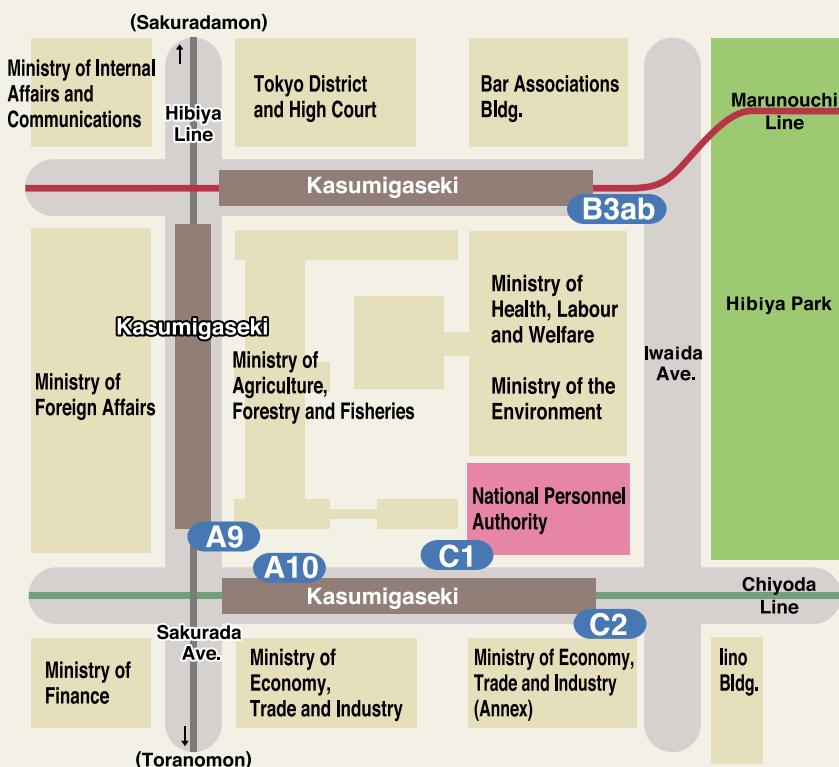 (Sakuradamon)
Ministry of Internal
Affairs and
Communications
Hibiya
Line
Tokyo District
and High Court
Bar Associations
Bldg.
Marunouchi
Line
Kasumigaseki
B3ab
Kasumigaseki
Ministry of
Foreign Affairs
Ministry of
Agriculture,
Forestry and Fisheries
Ministry of
Health, Labour
and Welfare
Ministry of the
Environment
Iwaida
Ave.
Hibiya Park
National Personnel
Authority
A9
A10
C1
Kasumigaseki
C2
Chiyoda
Line
Sakurada
Ave.
Ministry of
Finance
Ministry of
Economy,
Trade and Industry
Ministry of Economy,
Trade and Industry
(Annex)
Iino
Bldg.
(Toranomon)